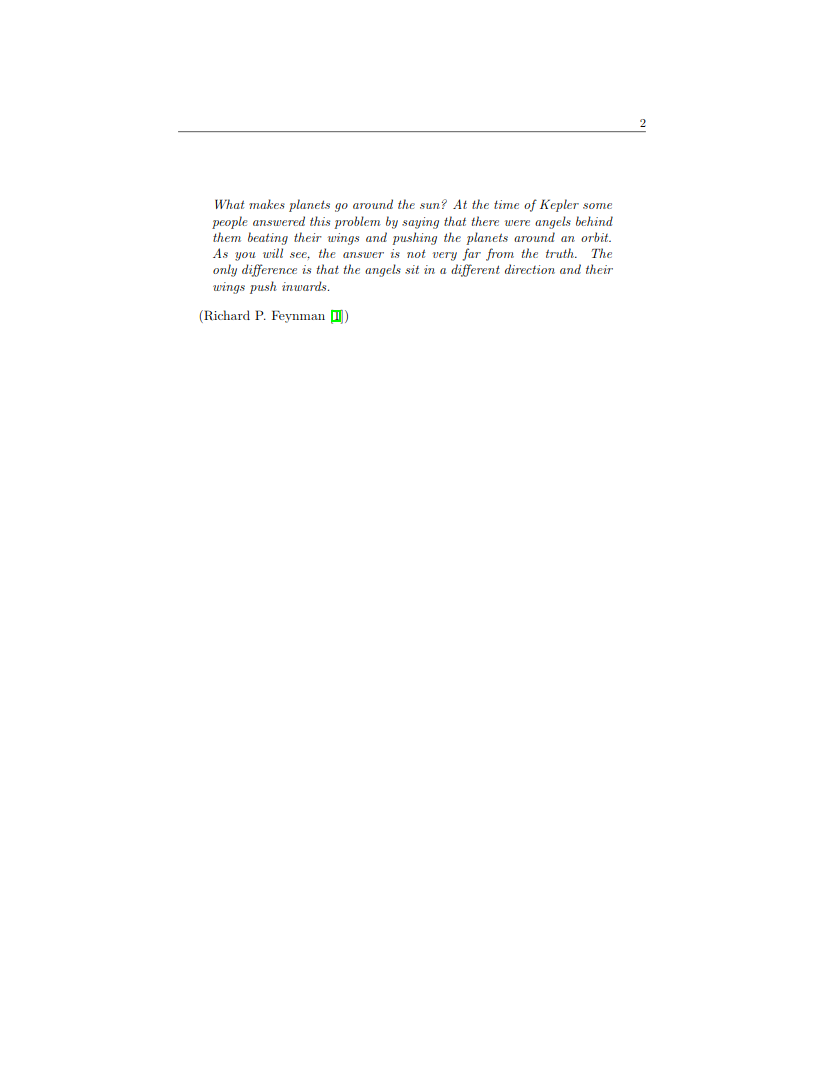 2
What makes planets go around the sun? At the time of Kepler some
people answered this problem by saying that there were angels behind
them beating their wings and pushing the planets around an orbit.
As you will see, the answer is not very far from the truth. The
only difference is that the angels sit in a different direction and their
wings push inwards.
(Richard P. Feynman [1])